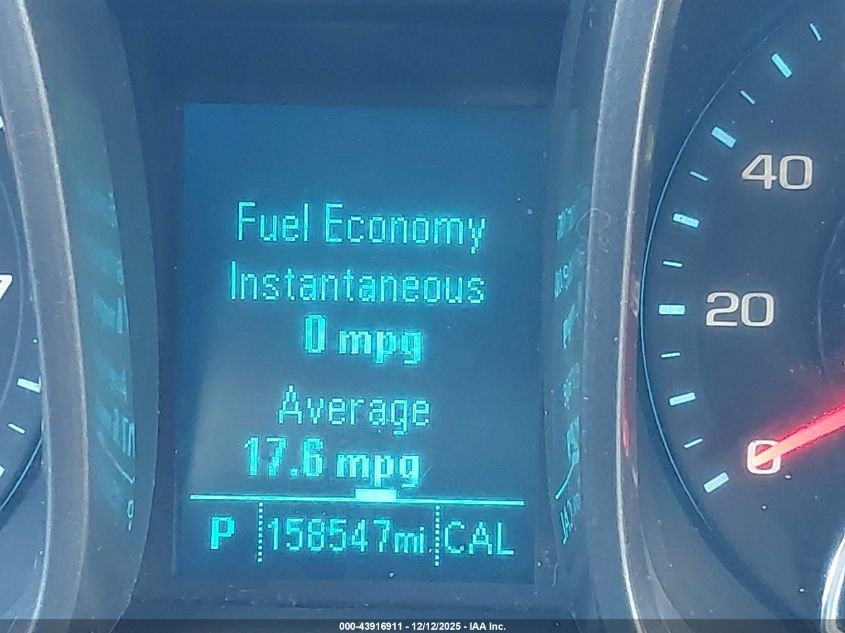 Fuel Economy
Instantaneous
0 mpg
Average
17.6 mpg
P 158547mi. CAL
40
20
0
7
000-43916911 - 12/12/2025 - IAA Inc.